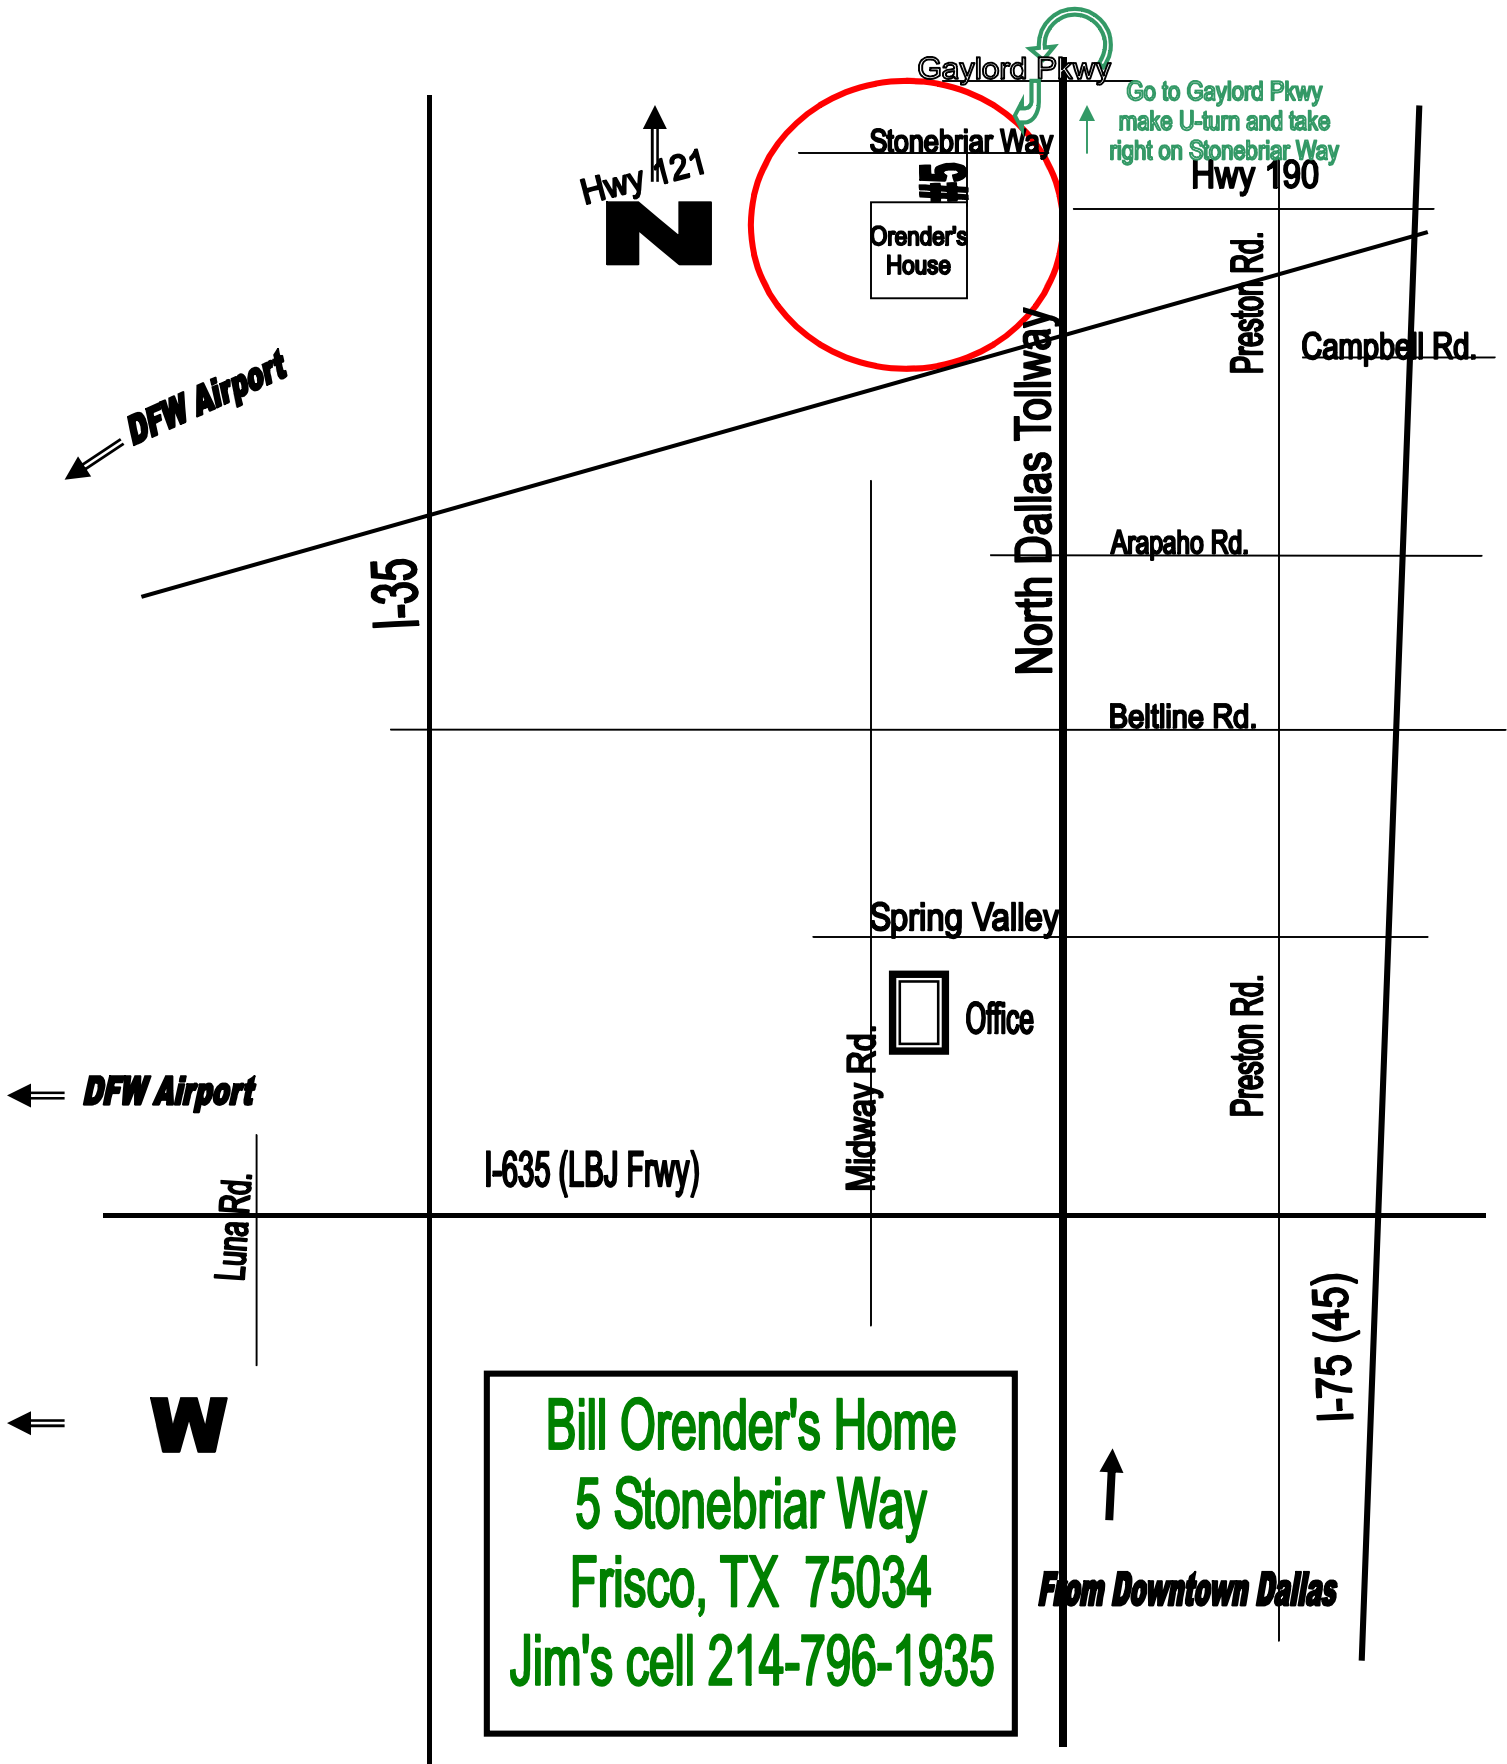 Gaylord Pkwy
Go to Gaylord Pkwy
make U-turn and take
right on Stonebriar Way
Stonebriar Way
Hwy 121
#5
Hwy 190
N
Orender's
House
Preston Rd.
Campbell Rd.
DFW Airport
North Dallas Tollway
Arapaho Rd.
I-35
Beltline Rd.
Spring Valley
Office
Preston Rd.
Midway Rd.
DFW Airport
I-635 (LBJ Frwy)
Luna Rd.
I-75 (45)
W
Bill Orender's Home
5 Stonebriar Way
Frisco, TX 75034
Jim's cell 214-796-1935
From Downtown Dallas